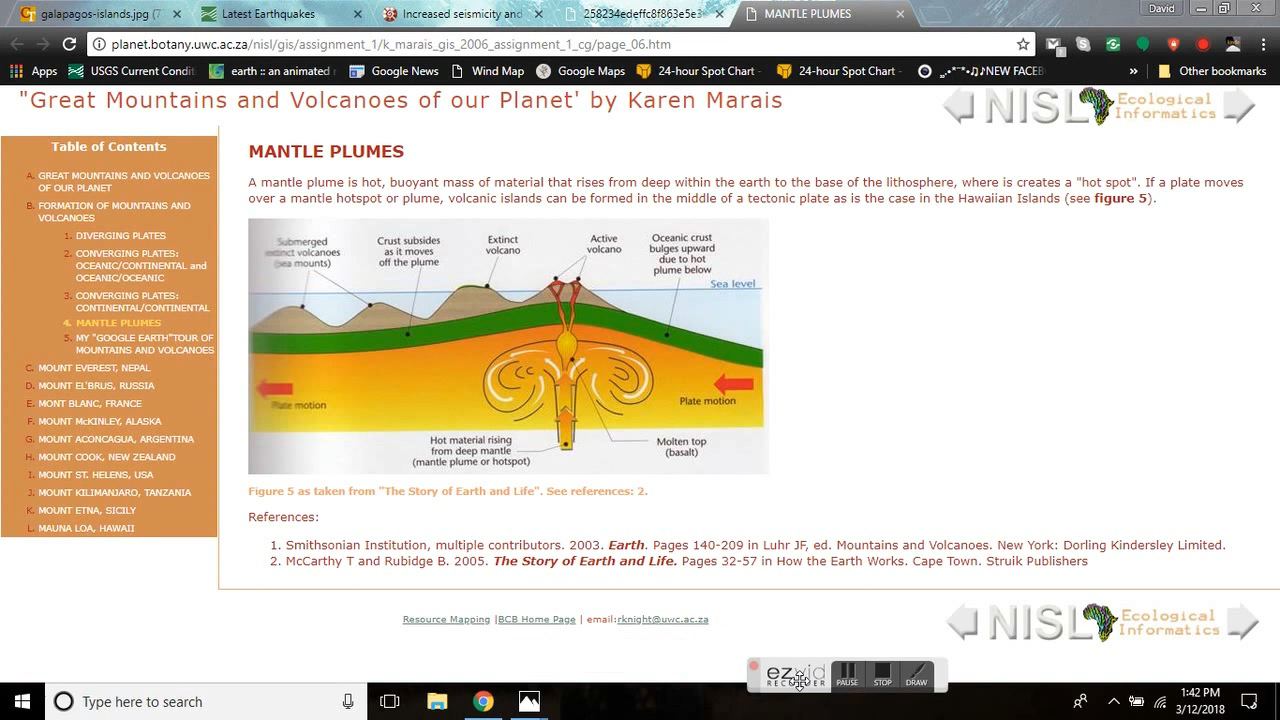 galapagos-islands.jpg (7
Latest Earthquakes
Increased seismicity and
258234edeffc8f863e5e3
MANTLE PLUMES
David
planet.botany.uwc.ac.za/nisl/gis/assignment_1/k_marais_gis_2006_assignment_1_cg/page_06.htm
Apps
USGS Current Condit
earth :: an animated
Google News
Wind Map
Google Maps
24-hour Spot Chart -
24-hour Spot Chart -
NEW FACEB
Other bookmarks
"Great Mountains and Volcanoes of our Planet' by Karen Marais
NISL Ecological
Informatics
Table of Contents
A. GREAT MOUNTAINS AND VOLCANOES
OF OUR PLANET
B. FORMATION OF MOUNTAINS AND
VOLCANOES
1. DIVERGING PLATES
2. CONVERGING PLATES:
OCEANIC/CONTINENTAL and
OCEANIC/OCEANIC
3. CONVERGING PLATES:
CONTINENTAL/CONTINENTAL
4. MANTLE PLUMES
5. MY "GOOGLE EARTH"TOUR OF
MOUNTAINS AND VOLCANOES
C. MOUNT EVEREST, NEPAL
D. MOUNT EL'BRUS, RUSSIA
E. MONT BLANC, FRANCE
F. MOUNT McKINLEY, ALASKA
G. MOUNT ACONCAGUA, ARGENTINA
H. MOUNT COOK, NEW ZEALAND
I. MOUNT ST. HELENS, USA
J. MOUNT KILIMANJARO, TANZANIA
K. MOUNT ETNA, SICILY
L. MAUNA LOA, HAWAII
MANTLE PLUMES
A mantle plume is hot, buoyant mass of material that rises from deep within the earth to the base of the lithosphere, where is creates a "hot spot". If a plate moves
over a mantle hotspot or plume, volcanic islands can be formed in the middle of a tectonic plate as is the case in the Hawaiian Islands (see figure 5).
Submerged
extinct volcanoes
(sea mounts)
Crust subsides
as it moves
off the plume
Extinct
volcano
Active
volcano
Oceanic crust
bulges upward
due to hot
plume below
Sea level
Plate motion
Plate motion
Hot material rising
from deep mantle
(mantle plume or hotspot)
Molten top
(basalt)
Figure 5 as taken from "The Story of Earth and Life". See references: 2.
References:
1. Smithsonian Institution, multiple contributors. 2003. Earth. Pages 140-209 in Luhr JF, ed. Mountains and Volcanoes. New York: Dorling Kindersley Limited.
2. McCarthy T and Rubidge B. 2005. The Story of Earth and Life. Pages 32-57 in How the Earth Works. Cape Town. Struik Publishers
Resource Mapping |BCB Home Page | email:rknight@uwc.ac.za
NISL Ecological
Informatics
RECORDER
PAUSE
STOP
DRAW
Type here to search
1:42 PM
3/12/2018